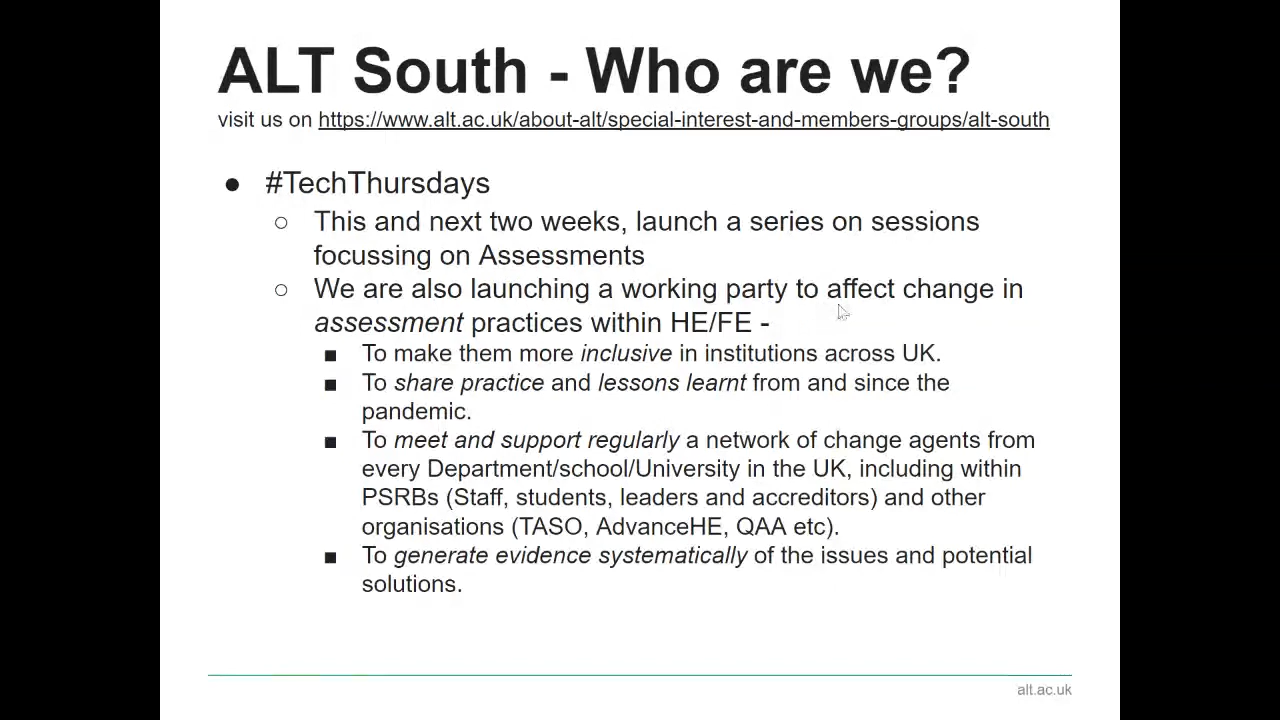 ALT South - Who are we?
visit us on https://www.alt.ac.uk/about-alt/special-interest-and-members-groups/alt-south
● #TechThursdays
○ This and next two weeks, launch a series on sessions
focussing on Assessments
○ We are also launching a working party to affect change in
assessment practices within HE/FE -
■ To make them more inclusive in institutions across UK.
■ To share practice and lessons learnt from and since the
pandemic.
■ To meet and support regularly a network of change agents from
every Department/school/University in the UK, including within
PSRBs (Staff, students, leaders and accreditors) and other
organisations (TASO, AdvanceHE, QAA etc).
■ To generate evidence systematically of the issues and potential
solutions.
alt.ac.uk